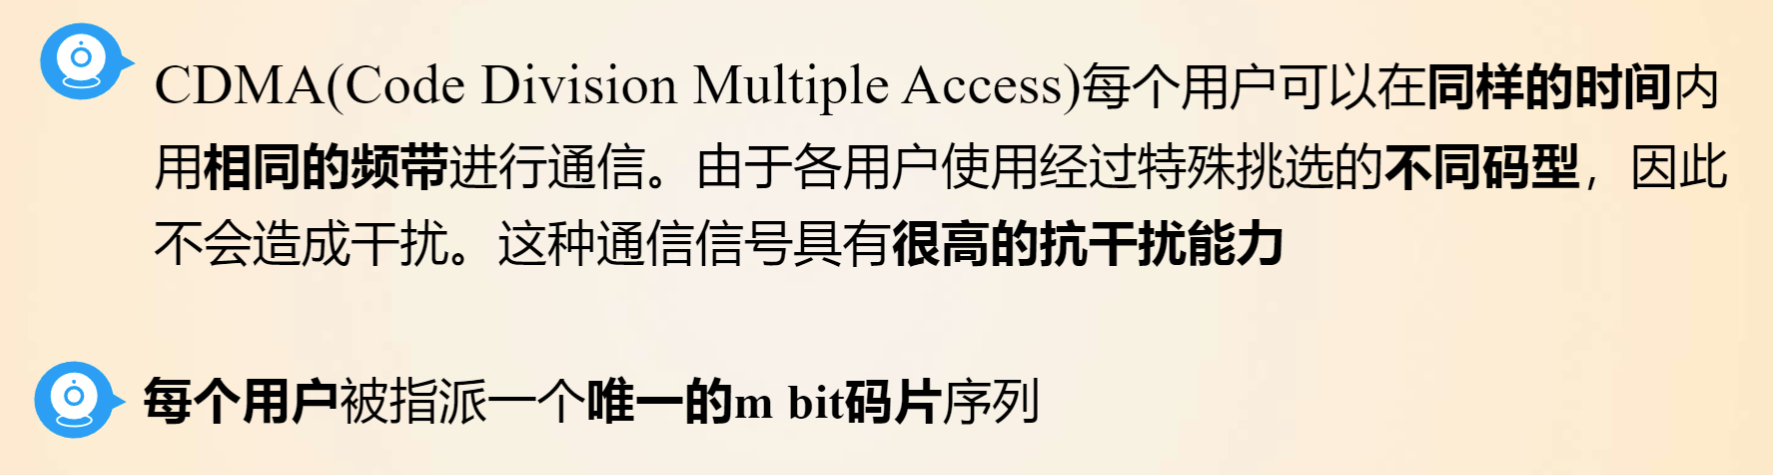 CDMA(Code Division Multiple Access)每个用户可以在同样的时间内
用相同的频带进行通信。由于各用户使用经过特殊挑选的不同码型，因此
不会造成干扰。这种通信信号具有很高的抗干扰能力
每个用户被指派一个唯一的m bit码片序列